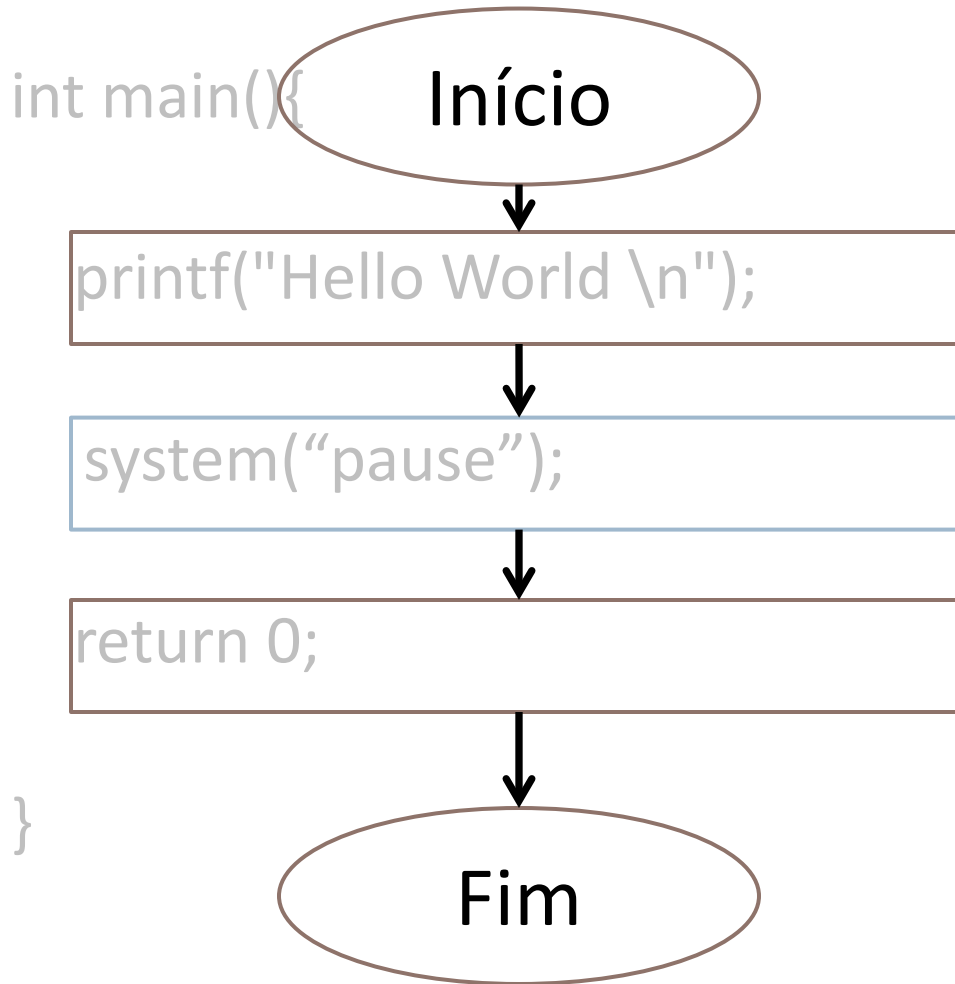 int main(){
Início
printf("Hello World \n");
system(“pause”);
return 0;
}
Fim